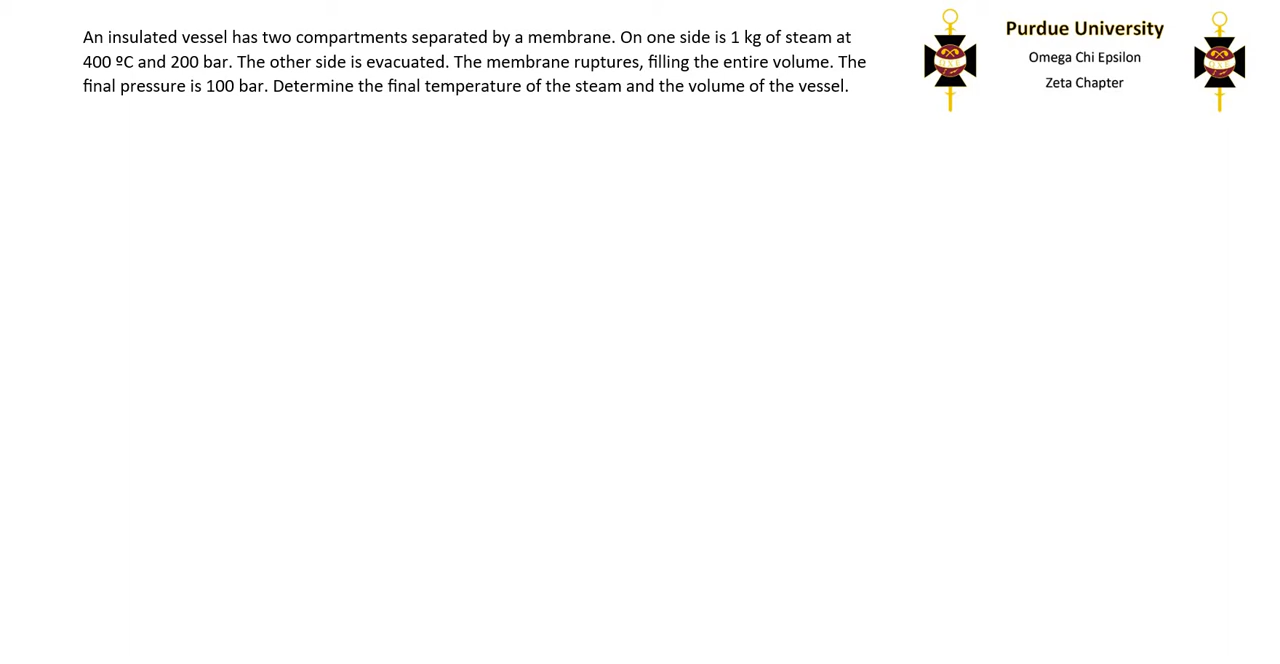 An insulated vessel has two compartments separated by a membrane. On one side is 1 kg of steam at
400 ºC and 200 bar. The other side is evacuated. The membrane ruptures, filling the entire volume. The
final pressure is 100 bar. Determine the final temperature of the steam and the volume of the vessel.
Purdue University
Omega Chi Epsilon
Zeta Chapter